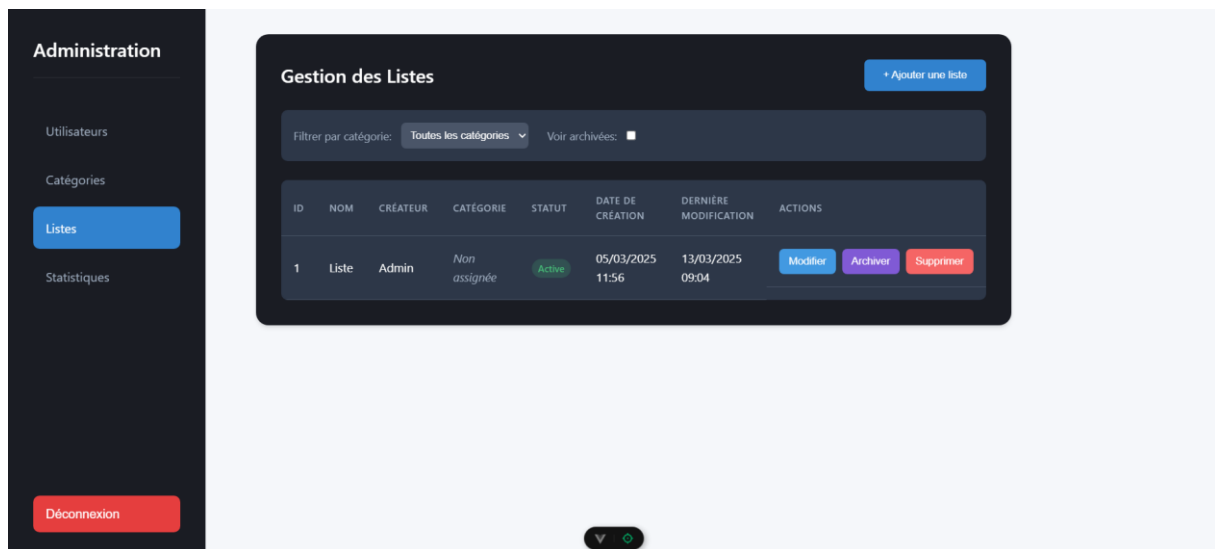 Administration
Utilisateurs
Catégories
Listes
Statistiques
Déconnexion
Gestion des Listes
+ Ajouter une liste
Filtrer par catégorie: Toutes les catégories Voir archivées:
ID NOM CRÉATEUR CATÉGORIE STATUT DATE DE CRÉATION DERNIÈRE MODIFICATION ACTIONS
1 Liste Admin Non assignée Active 05/03/2025 11:56 13/03/2025 09:04 Modifier Archiver Supprimer